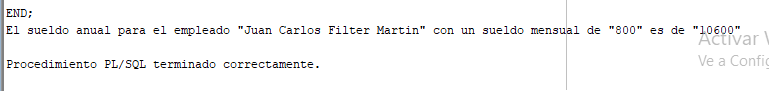 END;
El sueldo anual para el empleado "Juan Carlos Filter Martin" con un sueldo mensual de "800" es de "10600"
Activar
Procedimiento PL/SQL terminado correctamente.
Ve a Config